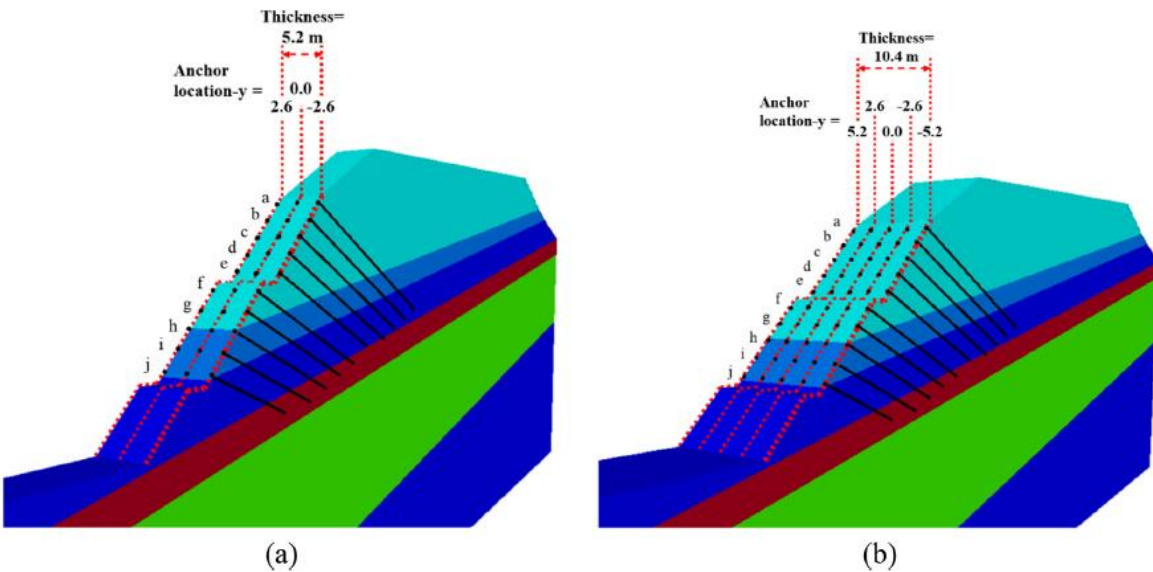 Thickness=
5.2 m
Anchor
location-y =
0.0
2.6 -2.6
a
b
c
d
e
f
g
h
i
j
(a)
Thickness=
10.4 m
Anchor
location-y =
2.6 -2.6
5.2 0.0 -5.2
a
b
c
d
e
f
g
h
i
j
(b)